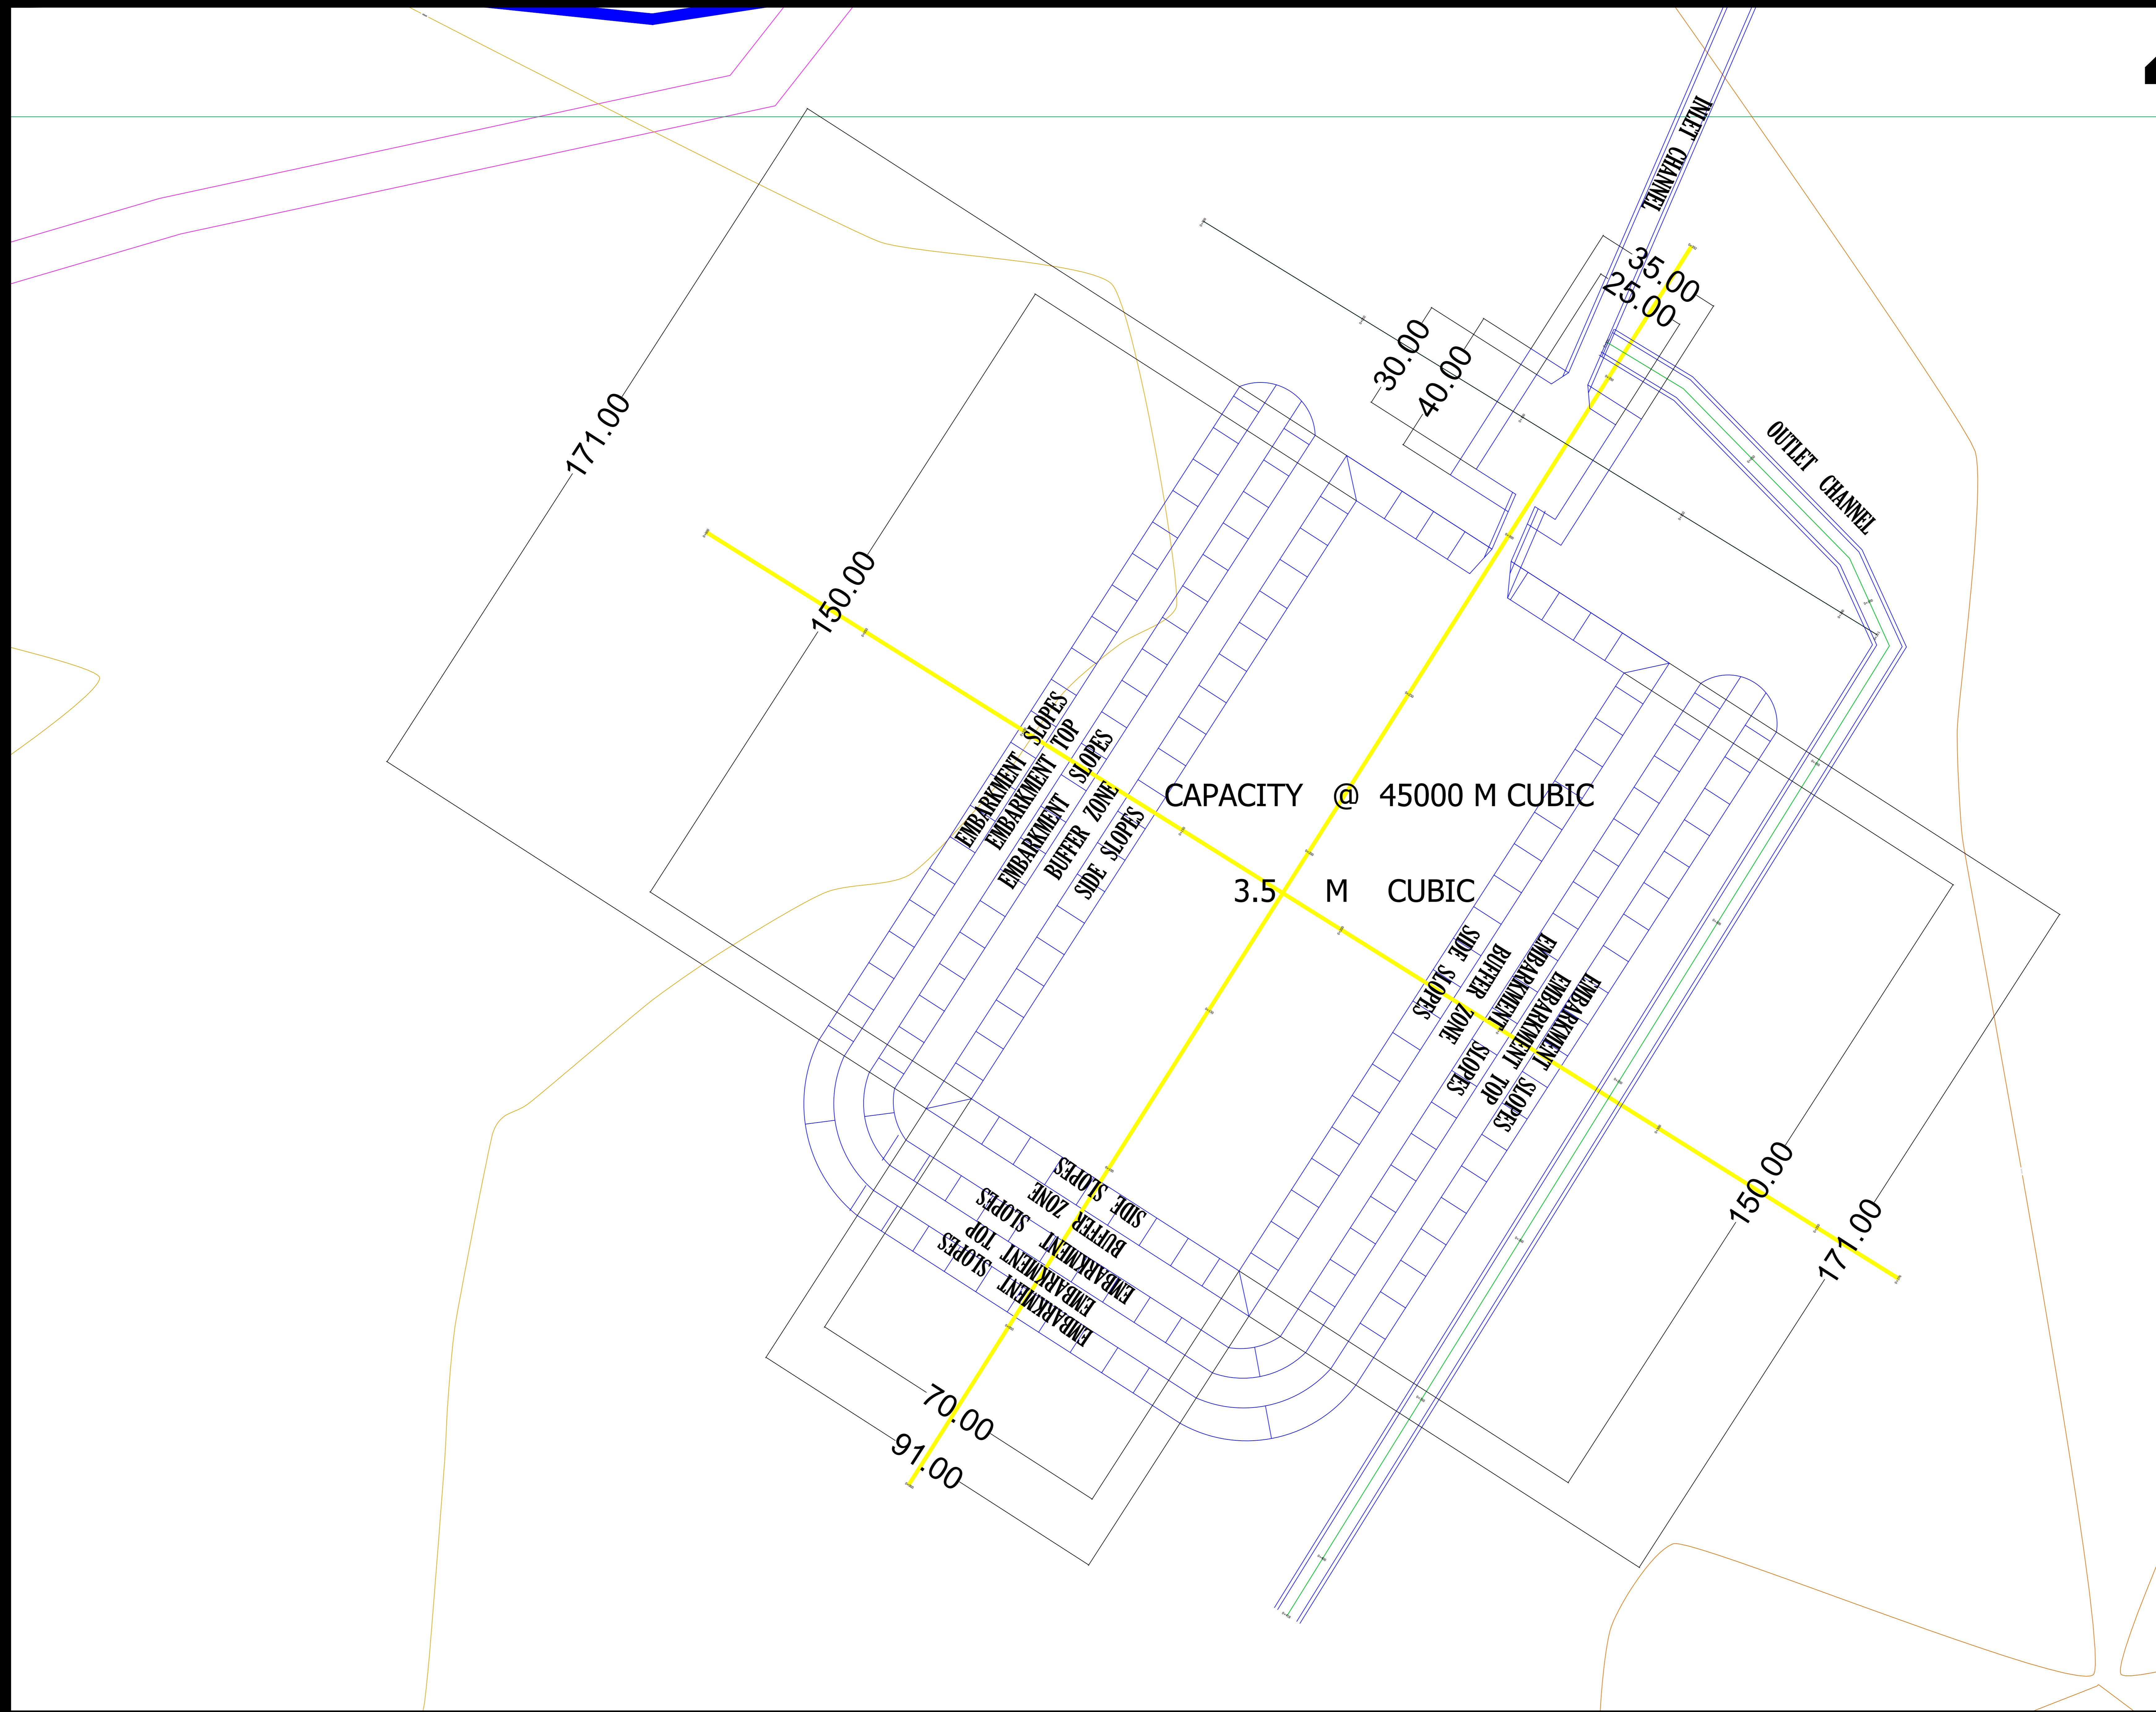 INLET CHANNEL
35.00
25.00
30.00
40.00
171.00
OUTLET CHANNEL
150.00
EMBARKMENT SLOPES
EMBARKMENT TOP
EMBARKMENT SLOPES
BUFFER ZONE
SIDE SLOPES
CAPACITY @ 45000 M CUBIC
3.5 M CUBIC
SIDE SLOPES
BUFFER ZONE
EMBARKMENT SLOPES
EMBARKMENT TOP
EMBARKMENT SLOPES
SIDE SLOPES
BUFFER ZONE
EMBARKMENT SLOPES
EMBARKMENT TOP
EMBARKMENT SLOPES
150.00
171.00
70.00
91.00